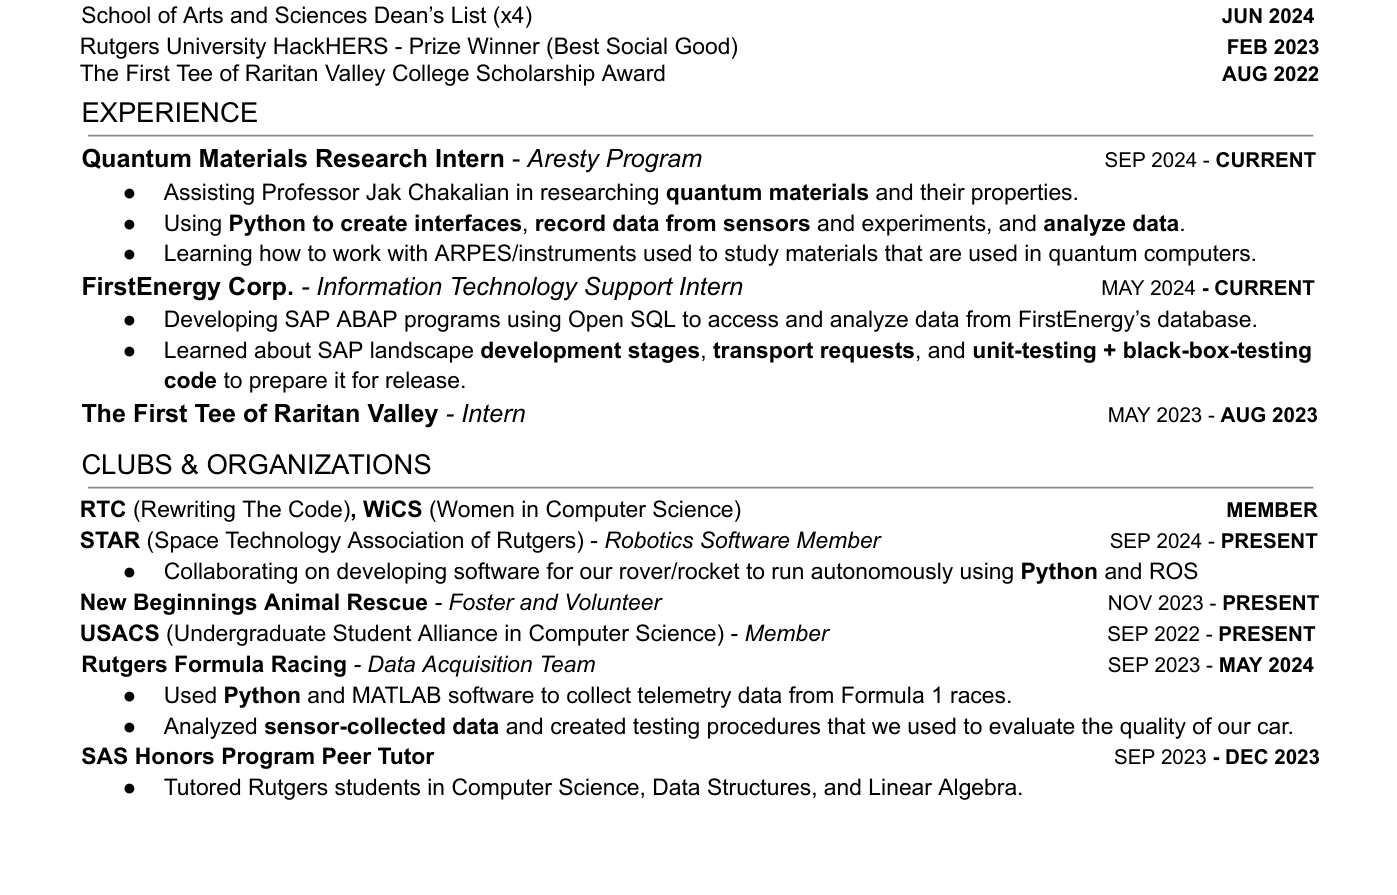 School of Arts and Sciences Dean’s List (x4) JUN 2024
Rutgers University HackHERS - Prize Winner (Best Social Good) FEB 2023
The First Tee of Raritan Valley College Scholarship Award AUG 2022
EXPERIENCE
Quantum Materials Research Intern - Aresty Program SEP 2024 - CURRENT
● Assisting Professor Jak Chakalian in researching quantum materials and their properties.
● Using Python to create interfaces, record data from sensors and experiments, and analyze data.
● Learning how to work with ARPES/instruments used to study materials that are used in quantum computers.
FirstEnergy Corp. - Information Technology Support Intern MAY 2024 - CURRENT
● Developing SAP ABAP programs using Open SQL to access and analyze data from FirstEnergy’s database.
● Learned about SAP landscape development stages, transport requests, and unit-testing + black-box-testing
code to prepare it for release.
The First Tee of Raritan Valley - Intern MAY 2023 - AUG 2023
CLUBS & ORGANIZATIONS
RTC (Rewriting The Code), WiCS (Women in Computer Science) MEMBER
STAR (Space Technology Association of Rutgers) - Robotics Software Member SEP 2024 - PRESENT
● Collaborating on developing software for our rover/rocket to run autonomously using Python and ROS
New Beginnings Animal Rescue - Foster and Volunteer NOV 2023 - PRESENT
USACS (Undergraduate Student Alliance in Computer Science) - Member SEP 2022 - PRESENT
Rutgers Formula Racing - Data Acquisition Team SEP 2023 - MAY 2024
● Used Python and MATLAB software to collect telemetry data from Formula 1 races.
● Analyzed sensor-collected data and created testing procedures that we used to evaluate the quality of our car.
SAS Honors Program Peer Tutor SEP 2023 - DEC 2023
● Tutored Rutgers students in Computer Science, Data Structures, and Linear Algebra.